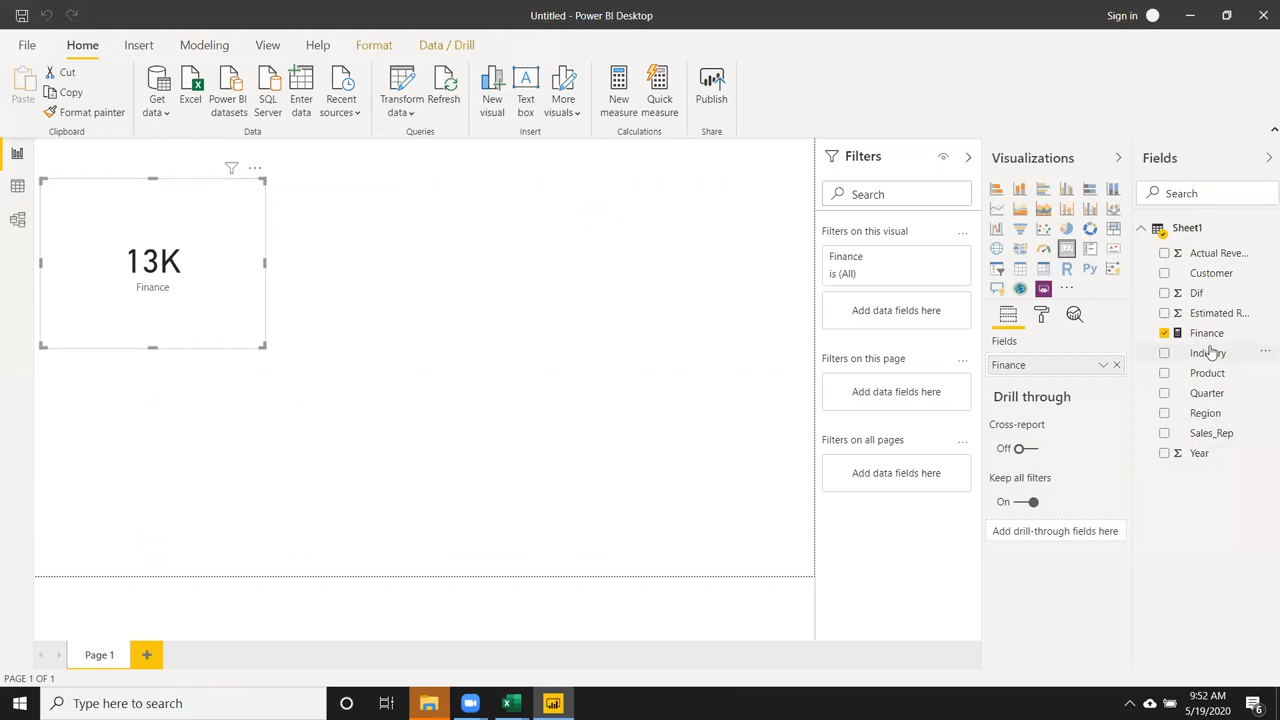 Untitled - Power BI Desktop
Sign in
File
Home
Insert
Modeling
View
Help
Format
Data / Drill
Paste
Cut
Copy
Format painter
Clipboard
Get data
Excel
Power BI datasets
SQL Server
Enter data
Recent sources
Data
Transform data
Refresh
Queries
New visual
Text box
More visuals
Insert
New measure
Quick measure
Calculations
Publish
Share
13K
Finance
Filters
Search
Filters on this visual
Finance
is (All)
Add data fields here
Filters on this page
Add data fields here
Filters on all pages
Add data fields here
Visualizations
R
Py
Fields
Finance
Drill through
Cross-report
Off
Keep all filters
On
Add drill-through fields here
Fields
Search
Sheet1
Actual Reve...
Customer
Dif
Estimated R...
Finance
Industry
Product
Quarter
Region
Sales_Rep
Year
Page 1
PAGE 1 OF 1
Type here to search
9:52 AM
5/19/2020
6